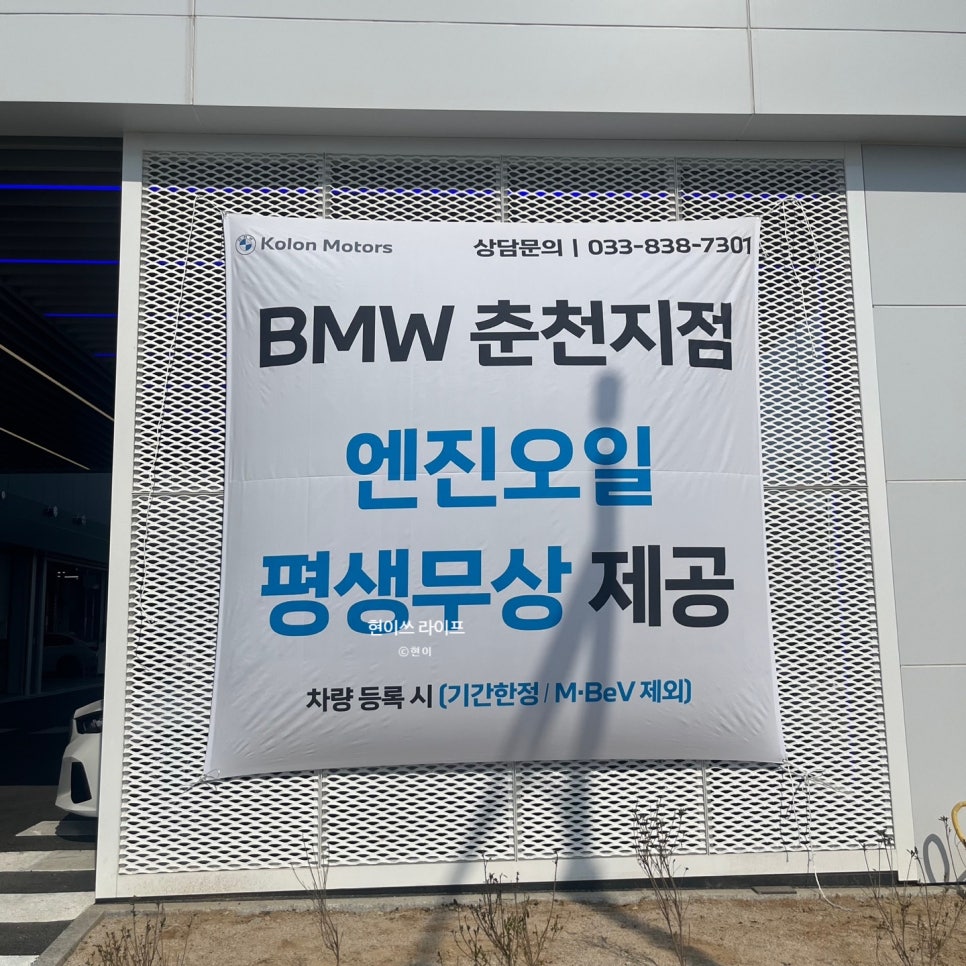 Kolon Motors
상담문의 | 033-838-7301
BMW 춘천지점
엔진오일
평생무상 제공
현이쓰 라이프
©현이
차량 등록 시 (기간한정 / M·BeV 제외)